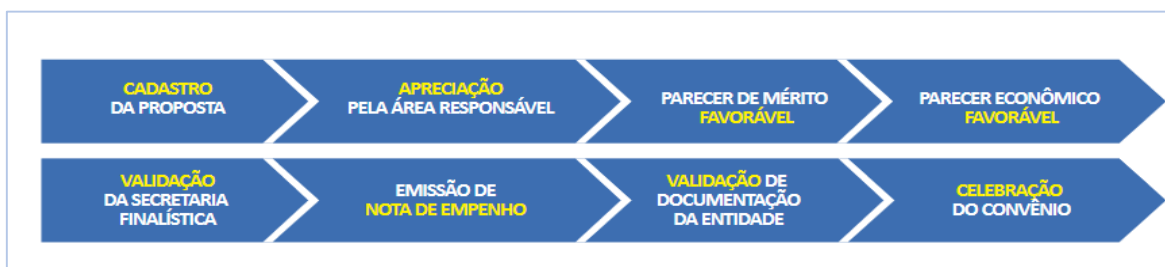 CADASTRO
DA PROPOSTA
APRECIAÇÃO
PELA ÁREA RESPONSÁVEL
PARECER DE MÉRITO
FAVORÁVEL
PARECER ECONÔMICO
FAVORÁVEL
VALIDAÇÃO
DA SECRETARIA
FINALÍSTICA
EMISSÃO DE
NOTA DE EMPENHO
VALIDAÇÃO DE
DOCUMENTAÇÃO
DA ENTIDADE
CELEBRAÇÃO
DO CONVÊNIO